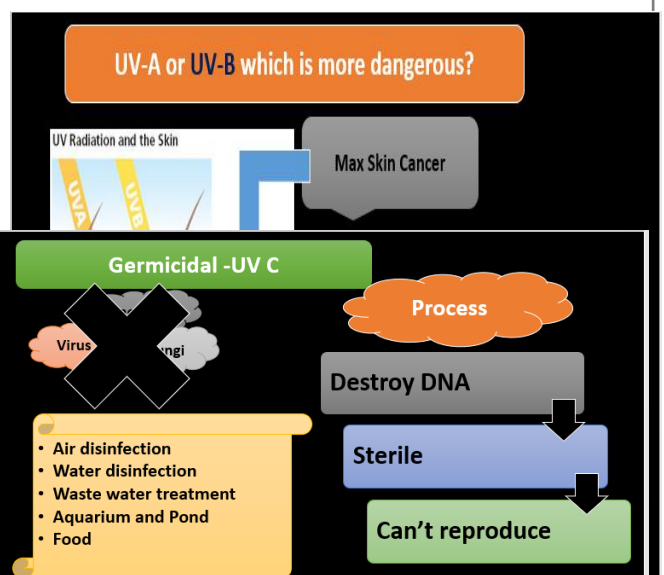 UV-A or UV-B which is more dangerous?
UV Radiation and the Skin
Max Skin Cancer
UVA
UVB
Germicidal -UV C
Virus
ngi
Process
Destroy DNA
Sterile
Can't reproduce
• Air disinfection
• Water disinfection
• Waste water treatment
• Aquarium and Pond
• Food